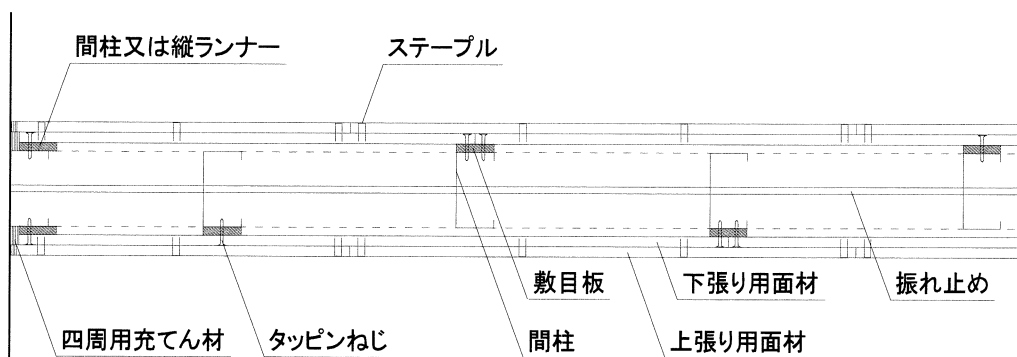 間柱又は縦ランナー
ステープル
敷目板
下張り用面材
振れ止め
四周用充てん材
タッピンねじ
間柱
上張り用面材